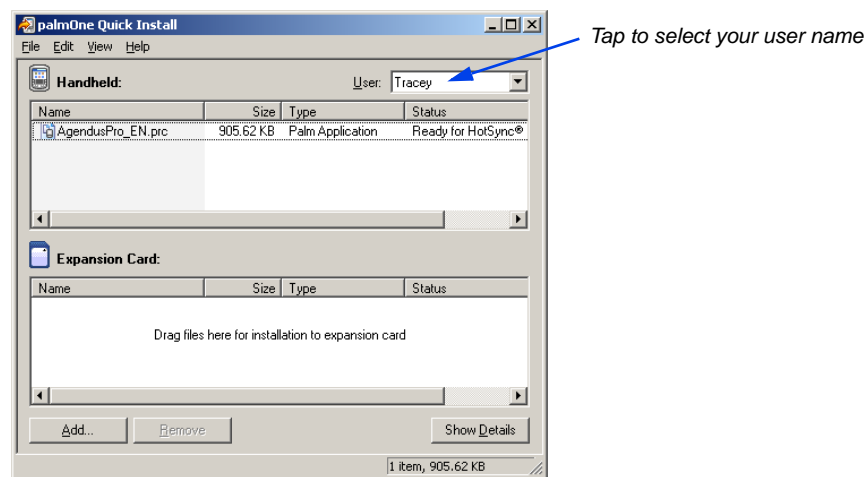 palmOne Quick Install
File Edit View Help
Tap to select your user name
Handheld: User: Tracey
Name Size Type Status
AgendusPro_EN.prc 905.62 KB Palm Application Ready for HotSync®
Expansion Card:
Name Size Type Status
Drag files here for installation to expansion card
Add... Remove Show Details
1 item, 905.62 KB